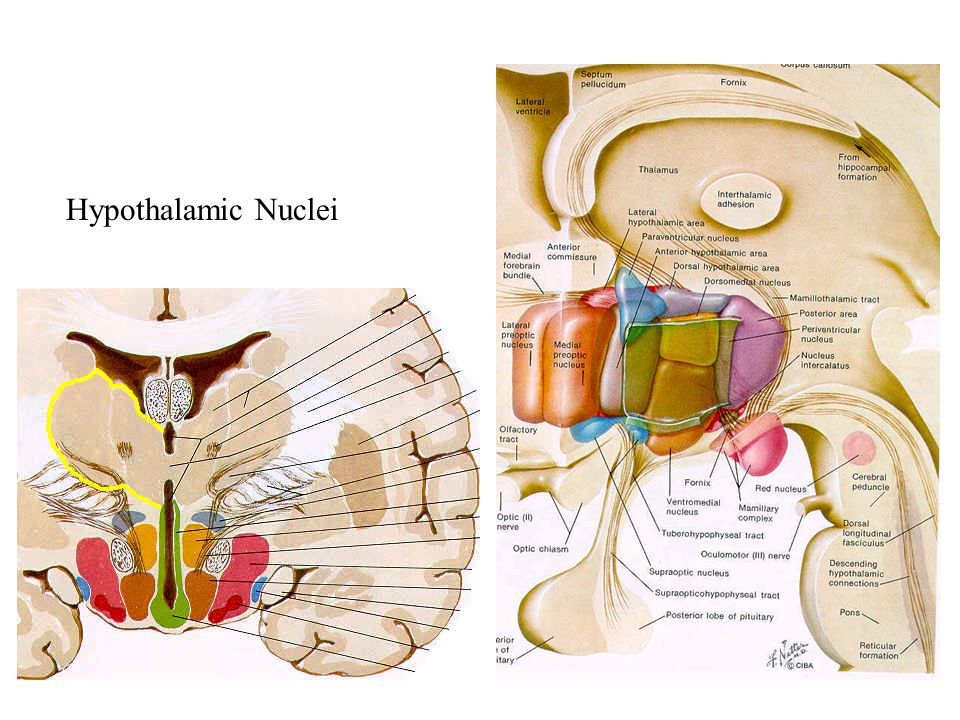 Hypothalamic Nuclei
Corpus callosum
Septum
pellucidum
Fornix
Lateral
ventricle
From
hippocampal
formation
Thalamus
Interthalamic
adhesion
Lateral
hypothalamic area
Paraventricular nucleus
Anterior
commissure
Anterior hypothalamic area
Medial
forebrain
bundle
Dorsal hypothalamic area
Dorsomedial nucleus
Mamillothalamic tract
Posterior area
Lateral
preoptic
nucleus
Periventricular
nucleus
Medial
preoptic
nucleus
Nucleus
intercalatus
Olfactory
tract
Fornix
Red nucleus
Cerebral
peduncle
Optic (II)
nerve
Ventromedial
nucleus
Mamillary
complex
Dorsal
longitudinal
fasciculus
Optic chiasm
Tuberohypophyseal tract
Oculomotor (III) nerve
Supraoptic nucleus
Descending
hypothalamic
connections
Supraopticohypophyseal tract
Posterior lobe of pituitary
Pons
erior
e of
uitary
Reticular
formation
F. Netter
M.D.
© CIBA